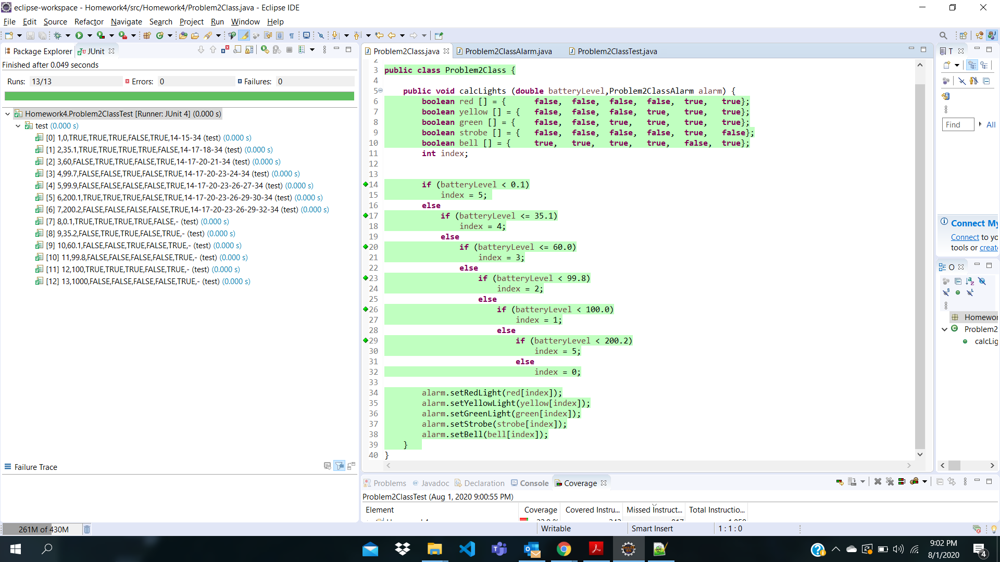 eclipse-workspace - Homework4/src/Homework4/Problem2Class.java - Eclipse IDE
File Edit Source Refactor Navigate Search Project Run Window Help
Package Explorer JUnit
Finished after 0.049 seconds
Runs: 13/13 Errors: 0 Failures: 0
Homework4.Problem2ClassTest [Runner: JUnit 4] (0.000 s)
test (0.000 s)
[0] 1,0,TRUE,TRUE,TRUE,FALSE,TRUE,14-15-34 (test) (0.000 s)
[1] 2,35.1,TRUE,TRUE,TRUE,TRUE,FALSE,14-17-18-34 (test) (0.000 s)
[2] 3,60,FALSE,TRUE,TRUE,FALSE,TRUE,14-17-20-21-34 (test) (0.000 s)
[3] 4,99.7,FALSE,FALSE,TRUE,FALSE,TRUE,14-17-20-23-24-34 (test) (0.000 s)
[4] 5,99.9,FALSE,FALSE,FALSE,FALSE,TRUE,14-17-20-23-26-27-34 (test) (0.000 s)
[5] 6,200.1,TRUE,TRUE,TRUE,FALSE,TRUE,14-17-20-23-26-29-30-34 (test) (0.000 s)
[6] 7,200.2,FALSE,FALSE,FALSE,FALSE,TRUE,14-17-20-23-26-29-32-34 (test) (0.000 s)
[7] 8,0.1,TRUE,TRUE,TRUE,TRUE,FALSE,- (test) (0.000 s)
[8] 9,35.2,FALSE,TRUE,TRUE,FALSE,TRUE,- (test) (0.000 s)
[9] 10,60.1,FALSE,FALSE,TRUE,FALSE,TRUE,- (test) (0.000 s)
[10] 11,99.8,FALSE,FALSE,FALSE,FALSE,TRUE,- (test) (0.000 s)
[11] 12,100,TRUE,TRUE,TRUE,FALSE,TRUE,- (test) (0.000 s)
[12] 13,1000,FALSE,FALSE,FALSE,FALSE,TRUE,- (test) (0.000 s)
Failure Trace
Problem2Class.java Problem2ClassAlarm.java Problem2ClassTest.java
2
3 public class Problem2Class {
4
5 public void calcLights (double batteryLevel,Problem2ClassAlarm alarm) {
6 boolean red [] = { false, false, false, false, true, true};
7 boolean yellow [] = { false, false, false, true, true, true};
8 boolean green [] = { false, false, true, true, true, true};
9 boolean strobe [] = { false, false, false, false, true, false};
10 boolean bell [] = { true, true, true, true, false, true};
11 int index;
12
13
14 if (batteryLevel < 0.1)
15 index = 5;
16 else
17 if (batteryLevel <= 35.1)
18 index = 4;
19 else
20 if (batteryLevel <= 60.0)
21 index = 3;
22 else
23 if (batteryLevel < 99.8)
24 index = 2;
25 else
26 if (batteryLevel < 100.0)
27 index = 1;
28 else
29 if (batteryLevel < 200.2)
30 index = 5;
31 else
32 index = 0;
33
34 alarm.setRedLight(red[index]);
35 alarm.setYellowLight(yellow[index]);
36 alarm.setGreenLight(green[index]);
37 alarm.setStrobe(strobe[index]);
38 alarm.setBell(bell[index]);
39 }
40 }
Problems Javadoc Declaration Console Coverage
Problem2ClassTest (Aug 1, 2020 9:00:55 PM)
Element Coverage Covered Instru... Missed Instruct... Total Instructio...
T
Find All
Connect My
Connect to yo
tools or create
O
Homewor
Problem2
calcLig
261M of 430M Writable Smart Insert 1 : 1 : 0
9:02 PM
8/1/2020
4